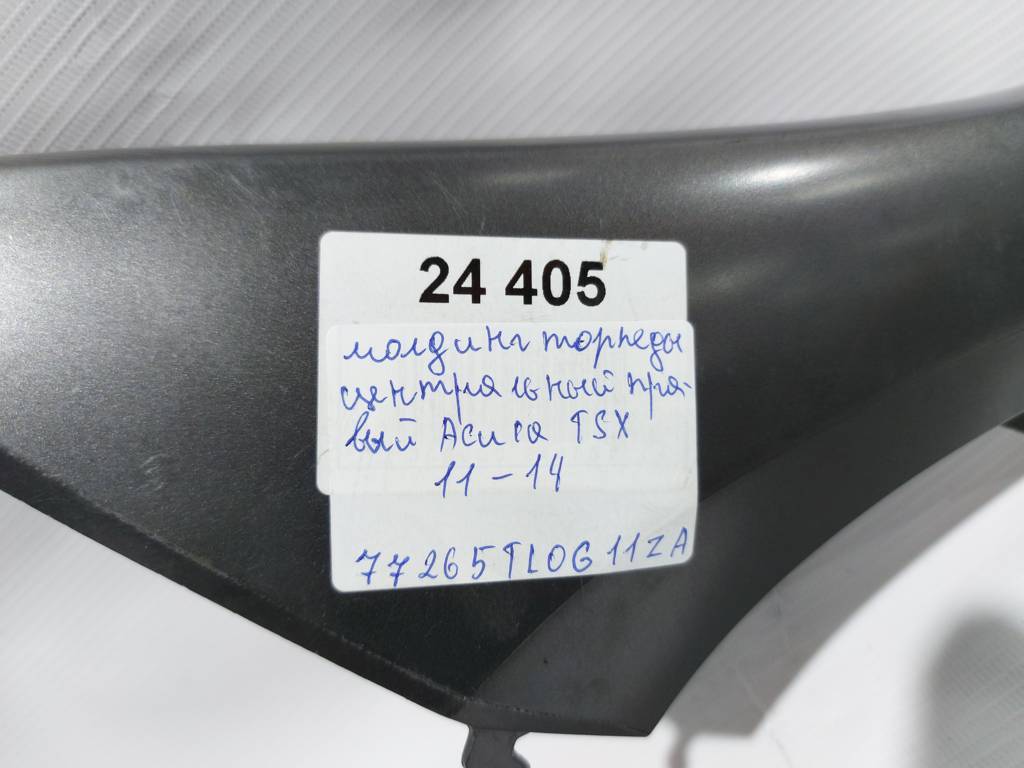 24 405
молдинг торпеды
центральный пра-
вый Acura TSX
11-14
77265TL0G11ZA